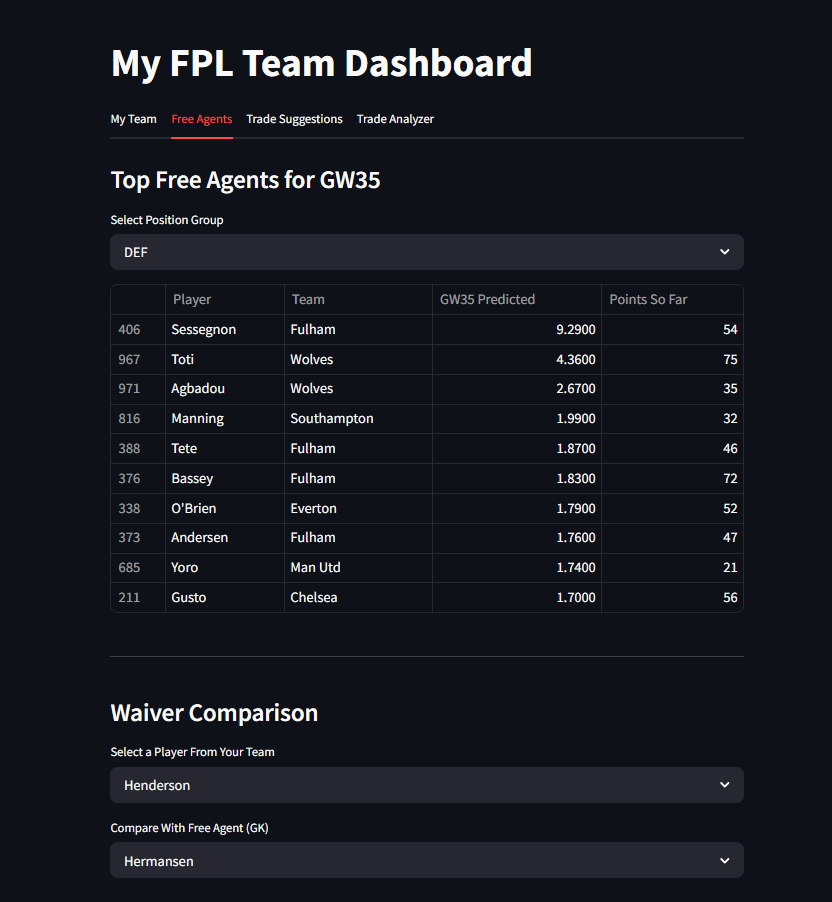 My FPL Team Dashboard
My Team Free Agents Trade Suggestions Trade Analyzer
Top Free Agents for GW35
Select Position Group
DEF
Player Team GW35 Predicted Points So Far
406 Sessegnon Fulham 9.2900 54
967 Toti Wolves 4.3600 75
971 Agbadou Wolves 2.6700 35
816 Manning Southampton 1.9900 32
388 Tete Fulham 1.8700 46
376 Bassey Fulham 1.8300 72
338 O'Brien Everton 1.7900 52
373 Andersen Fulham 1.7600 47
685 Yoro Man Utd 1.7400 21
211 Gusto Chelsea 1.7000 56
Waiver Comparison
Select a Player From Your Team
Henderson
Compare With Free Agent (GK)
Hermansen